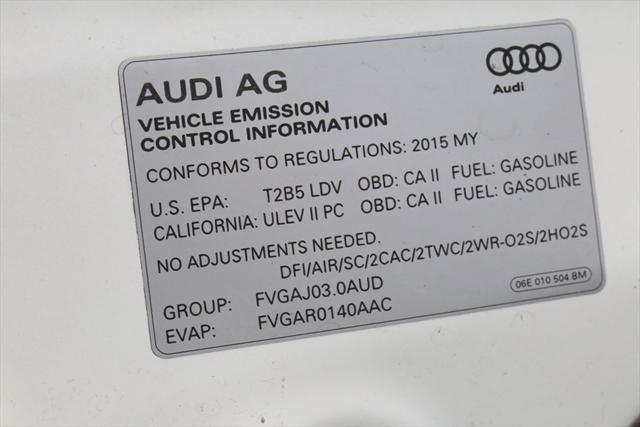 AUDI AG
Audi
VEHICLE EMISSION
CONTROL INFORMATION
CONFORMS TO REGULATIONS: 2015 MY
U.S. EPA: T2B5 LDV OBD: CA II FUEL: GASOLINE
CALIFORNIA: ULEV II PC OBD: CA II FUEL: GASOLINE
NO ADJUSTMENTS NEEDED.
DFI/AIR/SC/2CAC/2TWC/2WR-O2S/2HO2S
GROUP: FVGAJ03.0AUD
EVAP: FVGAR0140AAC
06E 010 504 BM